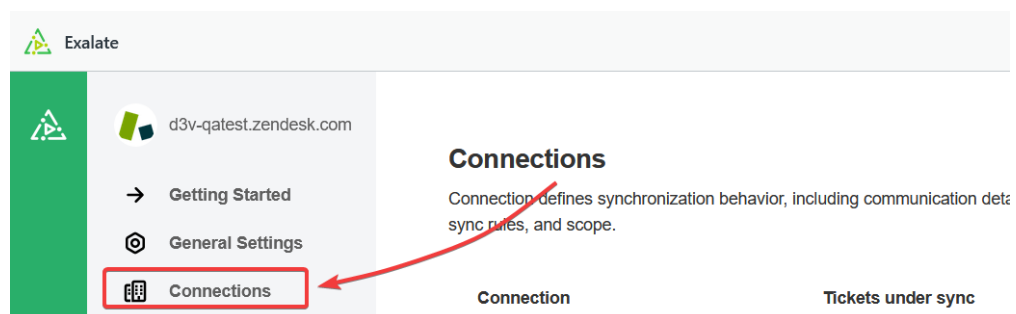 Exalate
d3v-qatest.zendesk.com
Getting Started
General Settings
Connections
Connections
Connection defines synchronization behavior, including communication deta
sync rules, and scope.
Connection Tickets under sync